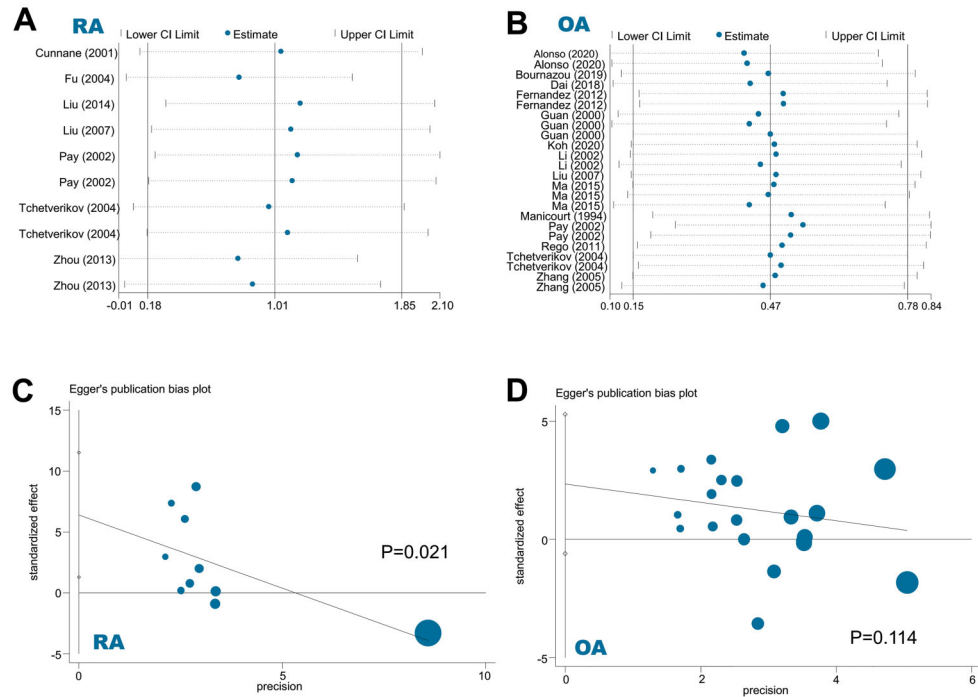 A
RA
Lower CI Limit
Estimate
Upper CI Limit
Cunnane (2001)
Fu (2004)
Liu (2014)
Liu (2007)
Pay (2002)
Pay (2002)
Tchetverikov (2004)
Tchetverikov (2004)
Zhou (2013)
Zhou (2013)
-0.01 0.18 1.01 1.85 2.10
B
OA
Lower CI Limit
Estimate
Upper CI Limit
Alonso (2020)
Alonso (2020)
Bournazou (2019)
Dai (2018)
Fernandez (2012)
Fernandez (2012)
Guan (2000)
Guan (2000)
Guan (2000)
Koh (2020)
Li (2002)
Li (2002)
Liu (2007)
Ma (2015)
Ma (2015)
Ma (2015)
Manicourt (1994)
Pay (2002)
Pay (2002)
Rego (2011)
Tchetverikov (2004)
Tchetverikov (2004)
Zhang (2005)
Zhang (2005)
0.10 0.15 0.47 0.78 0.84
C
Egger's publication bias plot
15
10
5
0
-5
standardized effect
P=0.021
RA
0 5 10
precision
D
Egger's publication bias plot
5
0
-5
standardized effect
P=0.114
OA
0 2 4 6
precision